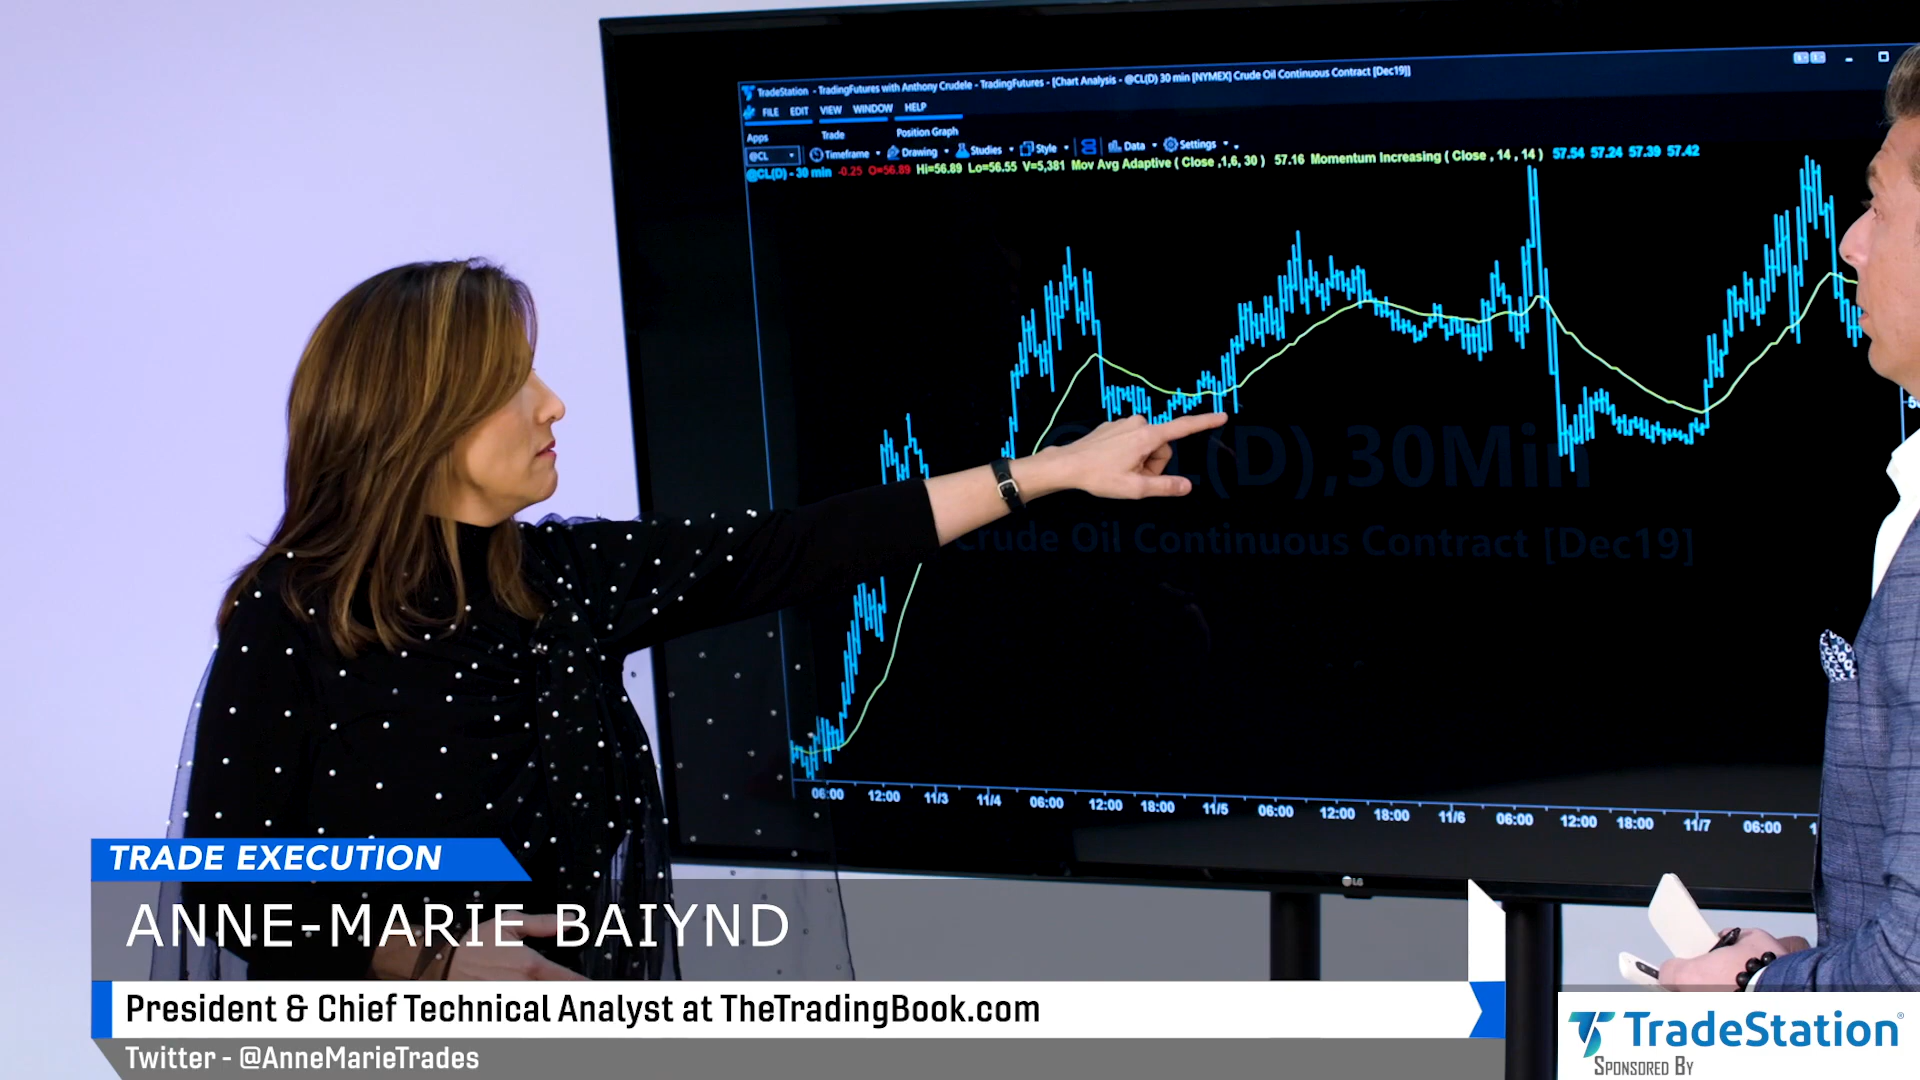 TradeStation - TradingFutures with Anthony Crudele - TradingFutures - [Chart Analysis - @CL(D) 30 min [NYMEX] Crude Oil Continuous Contract [Dec19]]
FILE EDIT VIEW WINDOW HELP
Apps Trade Position Graph
@CL Timeframe Drawing Studies Style Data Settings
@CL(D) - 30 min -0.25 O=56.89 Hi=56.89 Lo=56.55 V=5,381 Mov Avg Adaptive ( Close ,1,6, 30 ) 57.16 Momentum Increasing ( Close , 14 , 14 ) 57.54 57.24 57.39 57.42
L(D),30Min
Crude Oil Continuous Contract [Dec19]
06:00 12:00 11/3 11/4 06:00 12:00 18:00 11/5 06:00 12:00 18:00 11/6 06:00 12:00 18:00 11/7 06:00
LG
TRADE EXECUTION
ANNE-MARIE BAIYND
President & Chief Technical Analyst at TheTradingBook.com
Twitter - @AnneMarieTrades
TradeStation®
SPONSORED BY